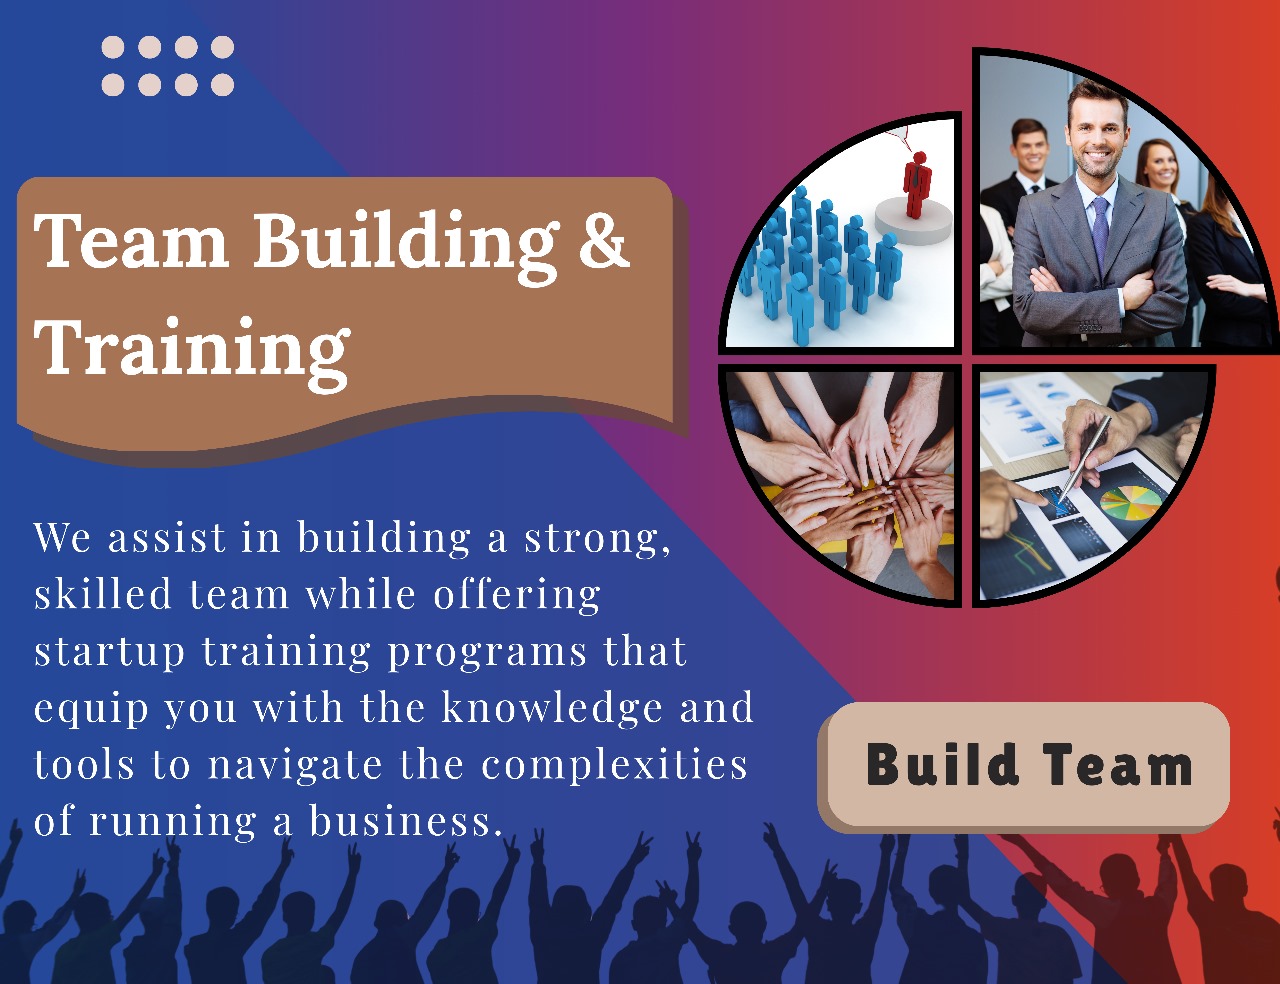 Team Building &
Training
We assist in building a strong,
skilled team while offering
startup training programs that
equip you with the knowledge and
tools to navigate the complexities
of running a business.
Build Team